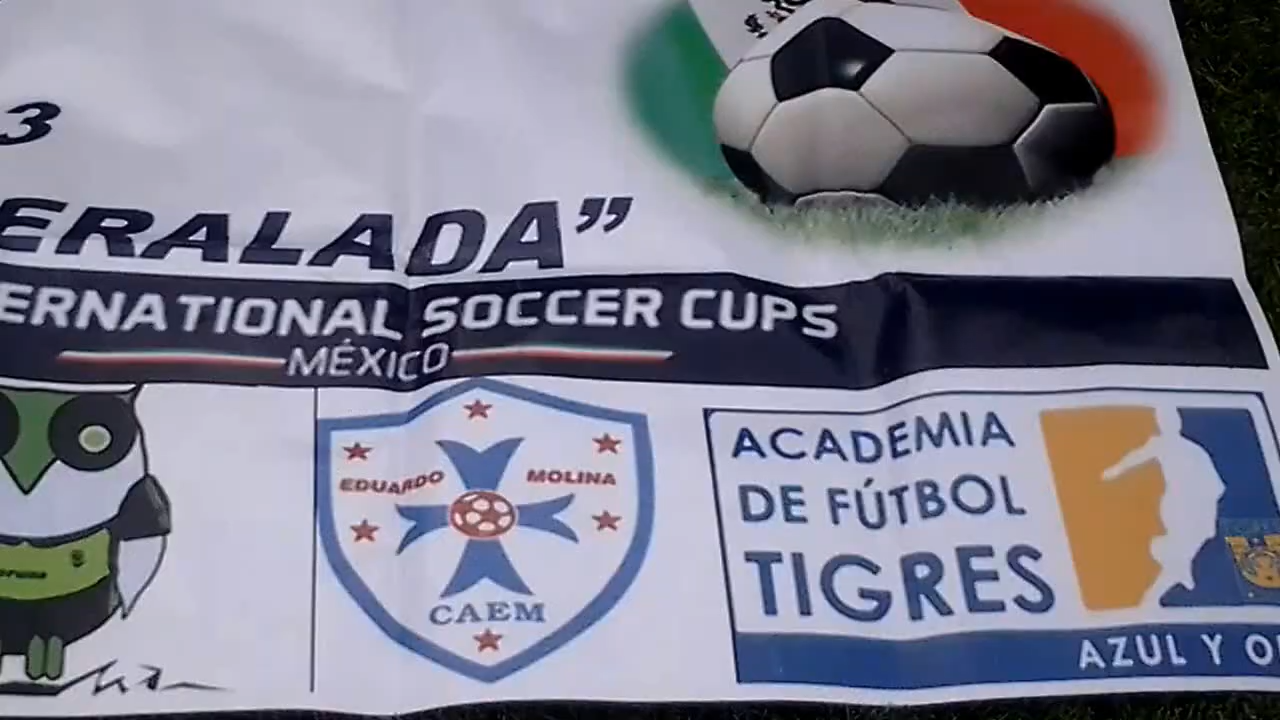 3
ERALADA”
ERNATIONAL SOCCER CUPS
MÉXICO
EDUARDO MOLINA
CAEM
ACADEMIA
DE FÚTBOL
TIGRES
AZUL Y O